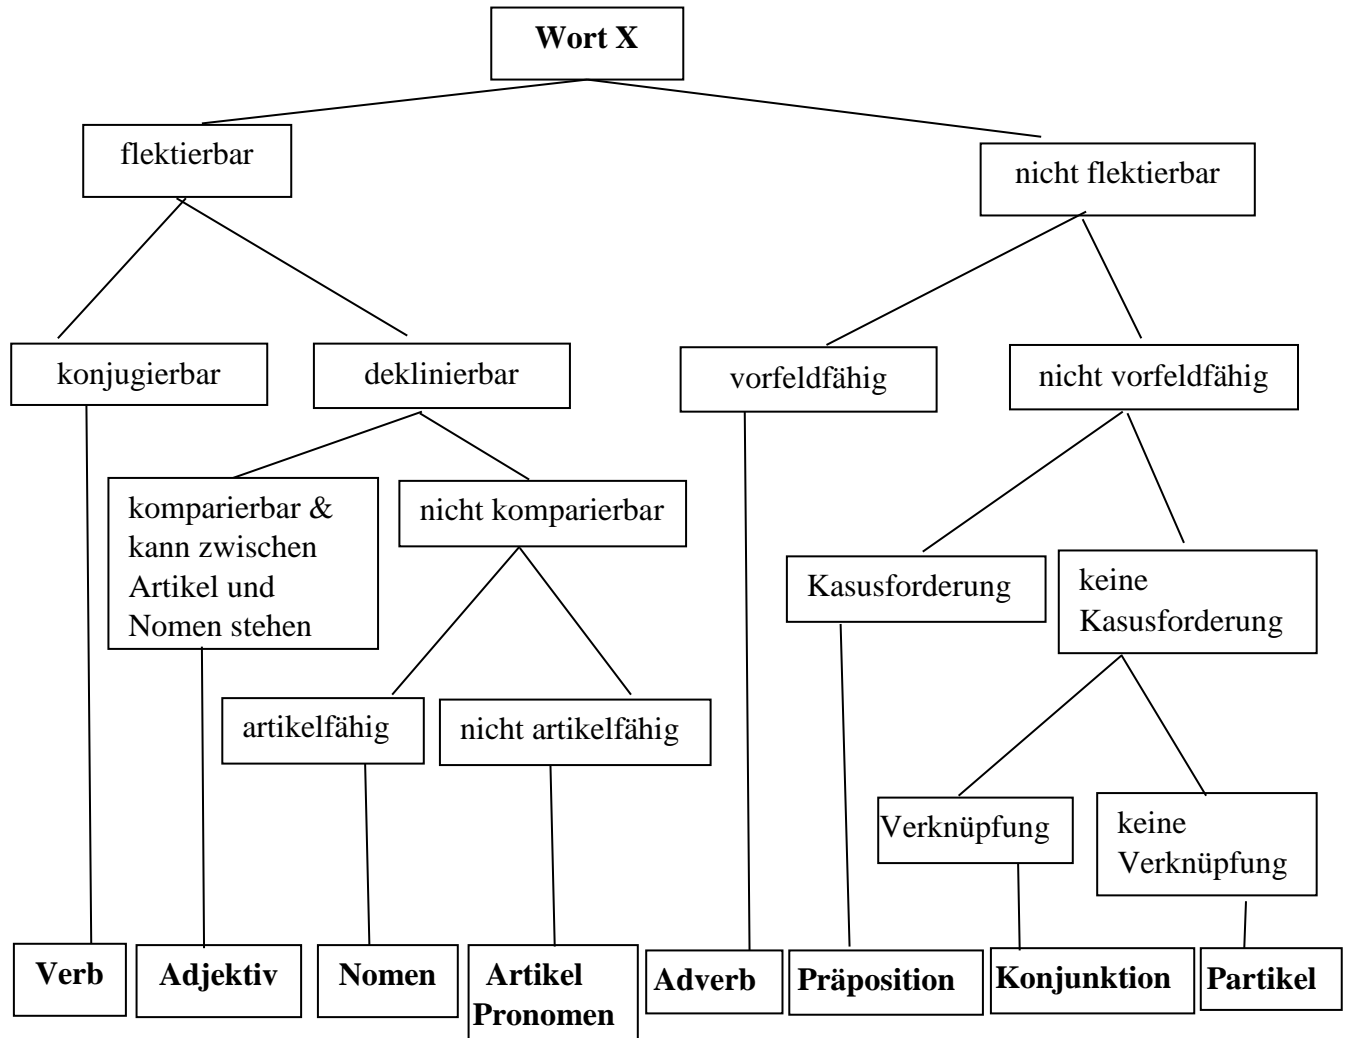 Wort X
flektierbar
nicht flektierbar
konjugierbar
deklinierbar
vorfeldfähig
nicht vorfeldfähig
komparierbar &
kann zwischen
Artikel und
Nomen stehen
nicht komparierbar
Kasusforderung
keine
Kasusforderung
artikelfähig
nicht artikelfähig
Verknüpfung
keine
Verknüpfung
Verb
Adjektiv
Nomen
Artikel
Pronomen
Adverb
Präposition
Konjunktion
Partikel